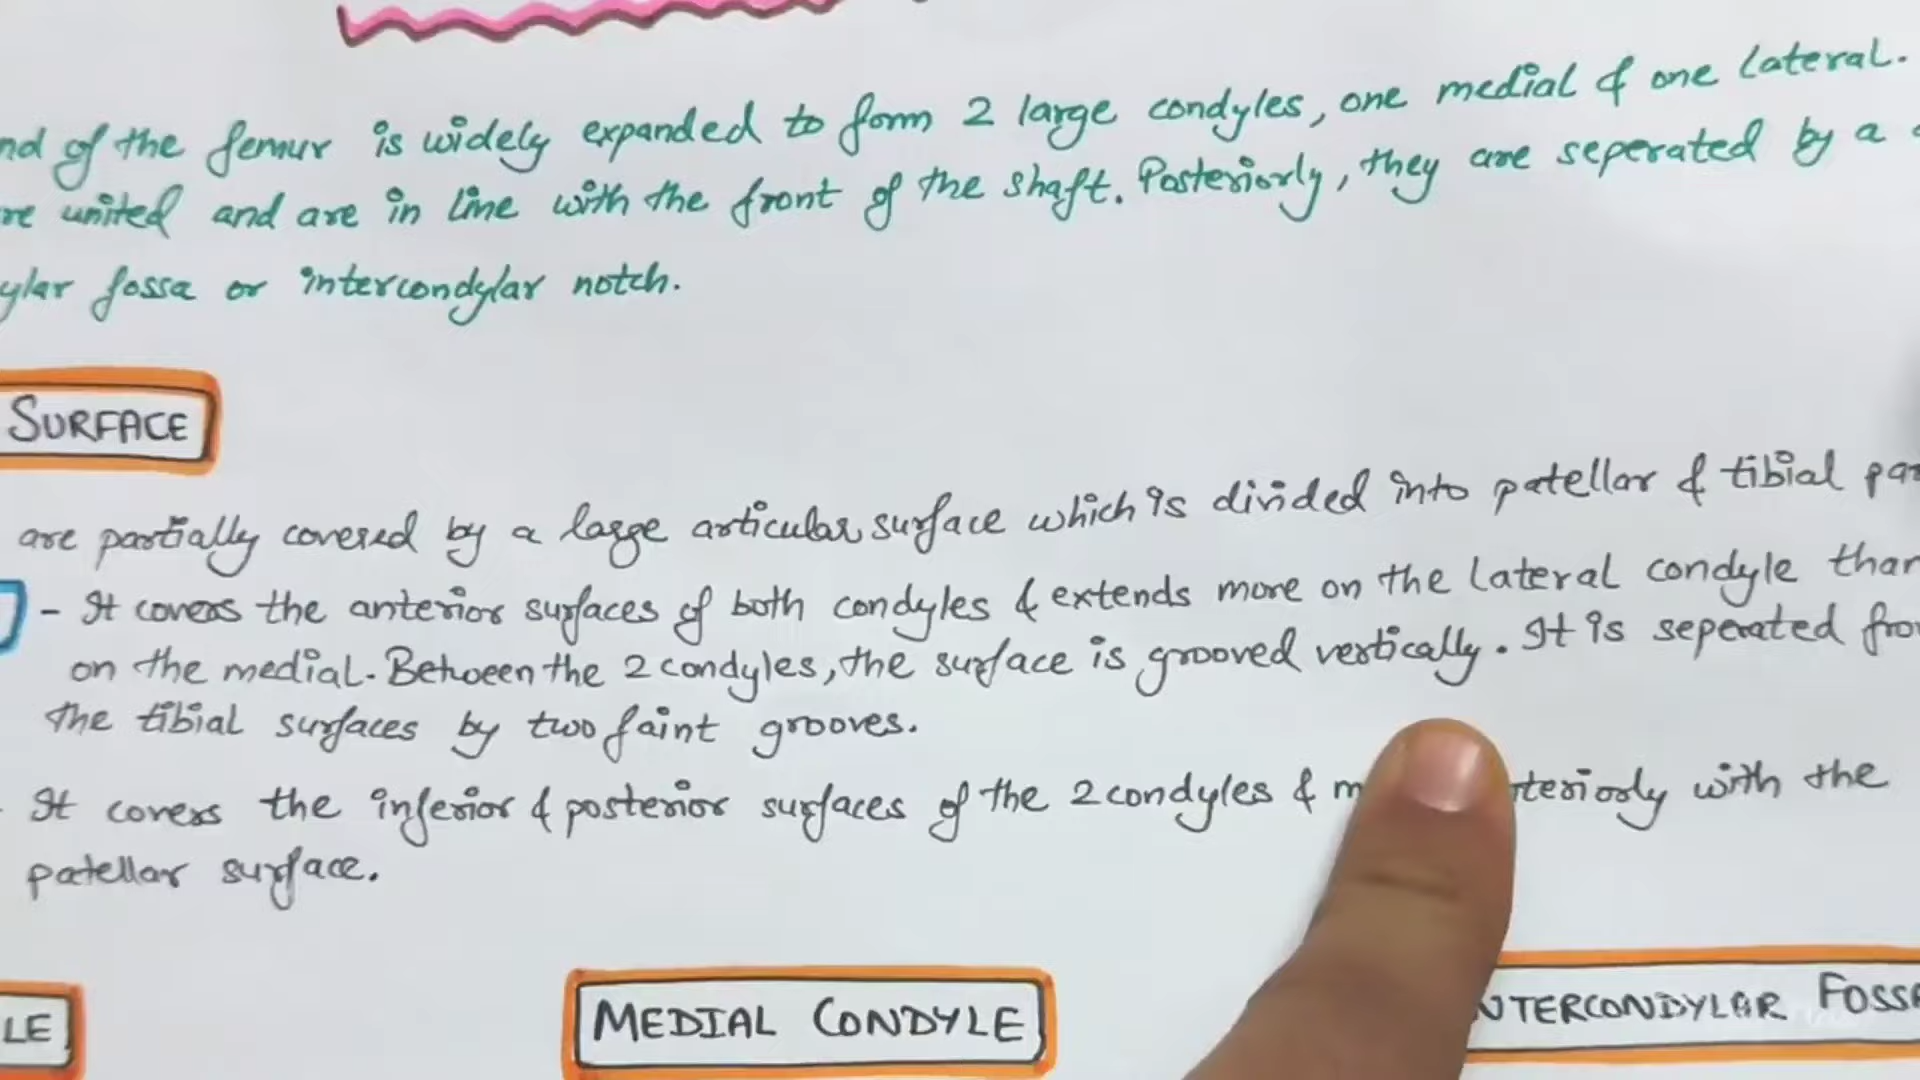 nd of the femur is widely expanded to form 2 large condyles, one medial & one lateral.
re united and are in line with the front of the shaft. Posteriorly, they are seperated by a
ylar fossa or intercondylar notch.
SURFACE
are partially covered by a large articular surface which is divided into patellar & tibial par
- It covers the anterior surfaces of both condyles & extends more on the lateral condyle than
on the medial. Between the 2 condyles, the surface is grooved vertically. It is seperated fro
the tibial surfaces by two faint grooves.
It covers the inferior & posterior surfaces of the 2 condyles & m teriorly with the
patellar surface.
LE
MEDIAL CONDYLE
NTERCONDYLAR FOSSA